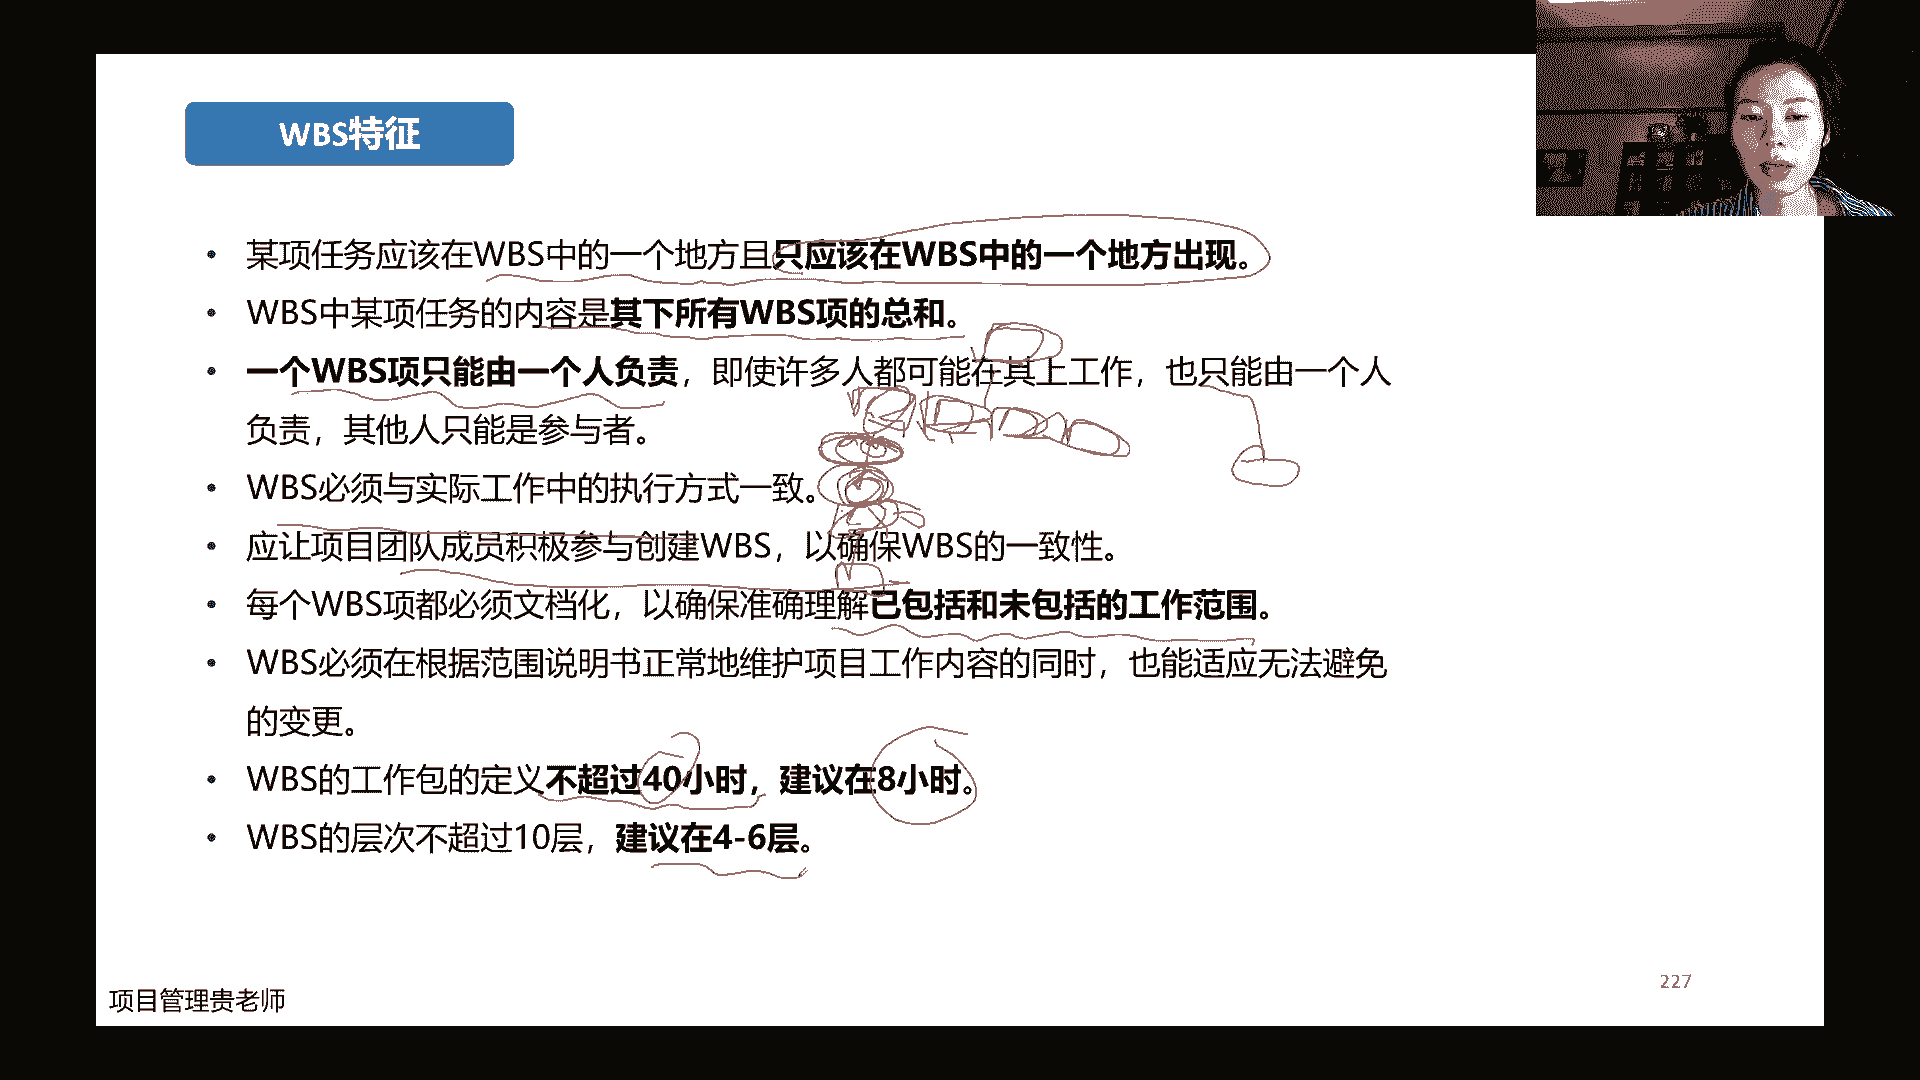 WBS特征
• 某项任务应该在WBS中的一个地方且只应该在WBS中的一个地方出现。
• WBS中某项任务的内容是其下所有WBS项的总和。
• 一个WBS项只能由一个人负责，即使许多人都可能在其上工作，也只能由一个人
负责，其他人只能是参与者。
• WBS必须与实际工作中的执行方式一致。
• 应让项目团队成员积极参与创建WBS，以确保WBS的一致性。
• 每个WBS项都必须文档化，以确保准确理解已包括和未包括的工作范围。
• WBS必须在根据范围说明书正常地维护项目工作内容的同时，也能适应无法避免
的变更。
• WBS的工作包的定义不超过40小时，建议在8小时。
• WBS的层次不超过10层，建议在4-6层。
227
项目管理贵老师